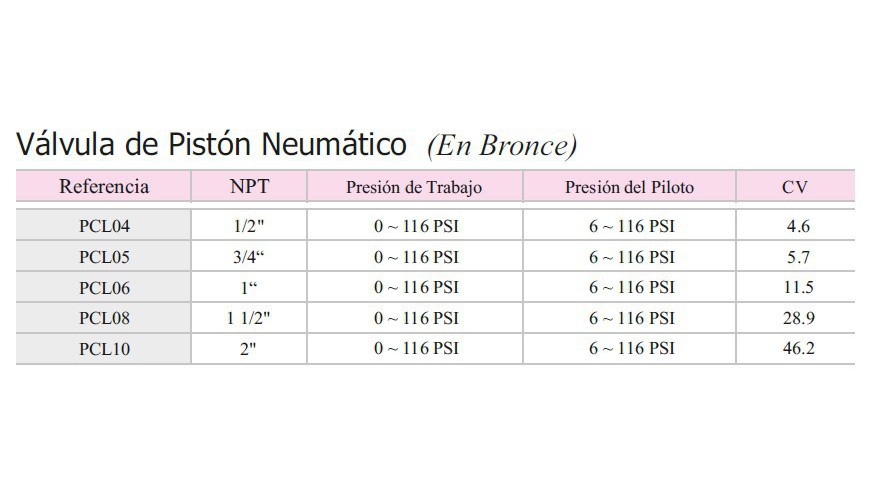 Válvula de Pistón Neumático (En Bronce)
Referencia NPT Presión de Trabajo Presión del Piloto CV
PCL04 1/2" 0 ~ 116 PSI 6 ~ 116 PSI 4.6
PCL05 3/4“ 0 ~ 116 PSI 6 ~ 116 PSI 5.7
PCL06 1“ 0 ~ 116 PSI 6 ~ 116 PSI 11.5
PCL08 1 1/2" 0 ~ 116 PSI 6 ~ 116 PSI 28.9
PCL10 2" 0 ~ 116 PSI 6 ~ 116 PSI 46.2